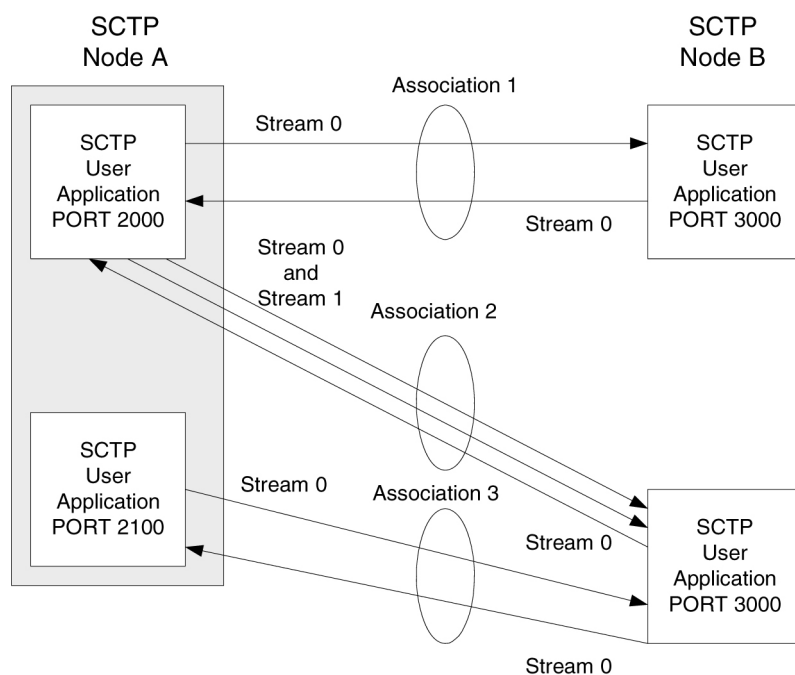 SCTP
Node A
SCTP
Node B
Association 1
Stream 0
SCTP
User
Application
PORT 2000
SCTP
User
Application
PORT 3000
Stream 0
Stream 0
and
Stream 1
Association 2
SCTP
User
Application
PORT 2100
Stream 0
Association 3
Stream 0
SCTP
User
Application
PORT 3000
Stream 0